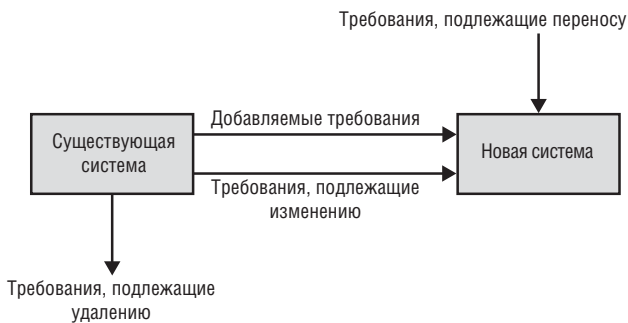 Требования, подлежащие переносу
Добавляемые требования
Существующая
система
Новая система
Требования, подлежащие
изменению
Требования, подлежащие
удалению